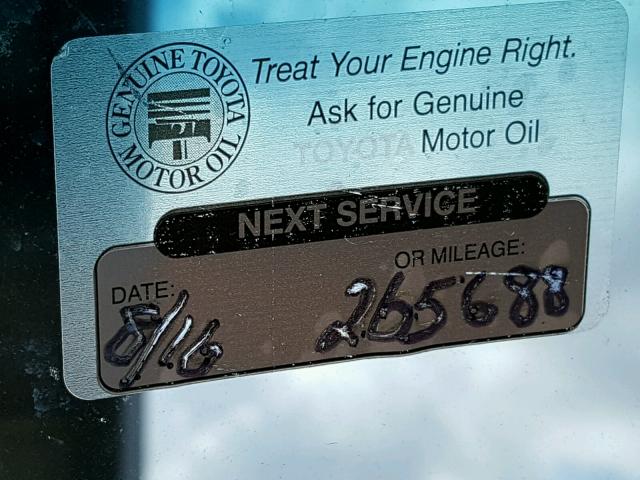 GENUINE TOYOTA
MOTOR OIL
Treat Your Engine Right.
Ask for Genuine
TOYOTA Motor Oil
NEXT SERVICE
DATE:
OR MILEAGE:
8/16
265688